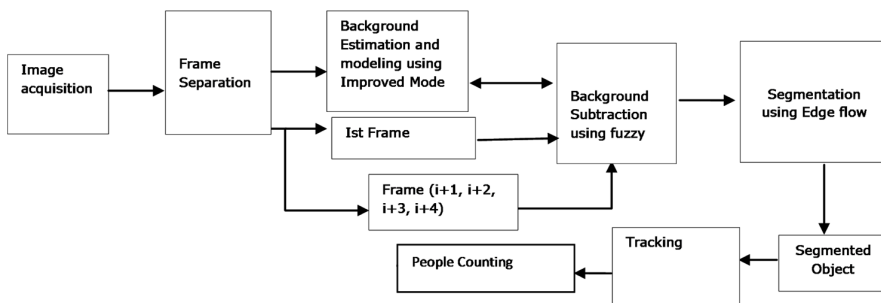 Image
acquisition
Frame
Separation
Background
Estimation and
modeling using
Improved Mode
Ist Frame
Frame (i+1, i+2,
i+3, i+4)
Background
Subtraction
using fuzzy
Segmentation
using Edge flow
Segmented
Object
Tracking
People Counting